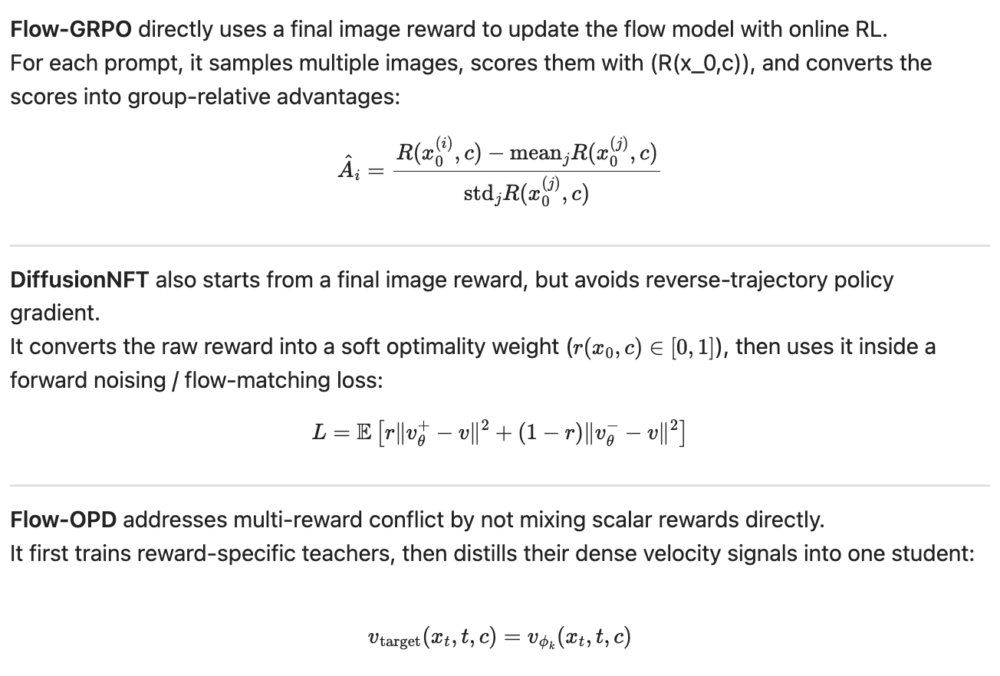 Flow-GRPO directly uses a final image reward to update the flow model with online RL.
For each prompt, it samples multiple images, scores them with (R(x_0,c)), and converts the
scores into group-relative advantages:
$$\hat{A}_i = \frac{R(x_0^{(i)}, c) - \text{mean}_j R(x_0^{(j)}, c)}{\text{std}_j R(x_0^{(j)}, c)}$$
DiffusionNFT also starts from a final image reward, but avoids reverse-trajectory policy
gradient.
It converts the raw reward into a soft optimality weight ($r(x_0, c) \in [0, 1]$), then uses it inside a
forward noising / flow-matching loss:
$$L = \mathbb{E}\left[r\|v_\theta^+ - v\|^2 + (1 - r)\|v_\theta^- - v\|^2\right]$$
Flow-OPD addresses multi-reward conflict by not mixing scalar rewards directly.
It first trains reward-specific teachers, then distills their dense velocity signals into one student:
$$v_{\text{target}}(x_t, t, c) = v_{\phi_k}(x_t, t, c)$$